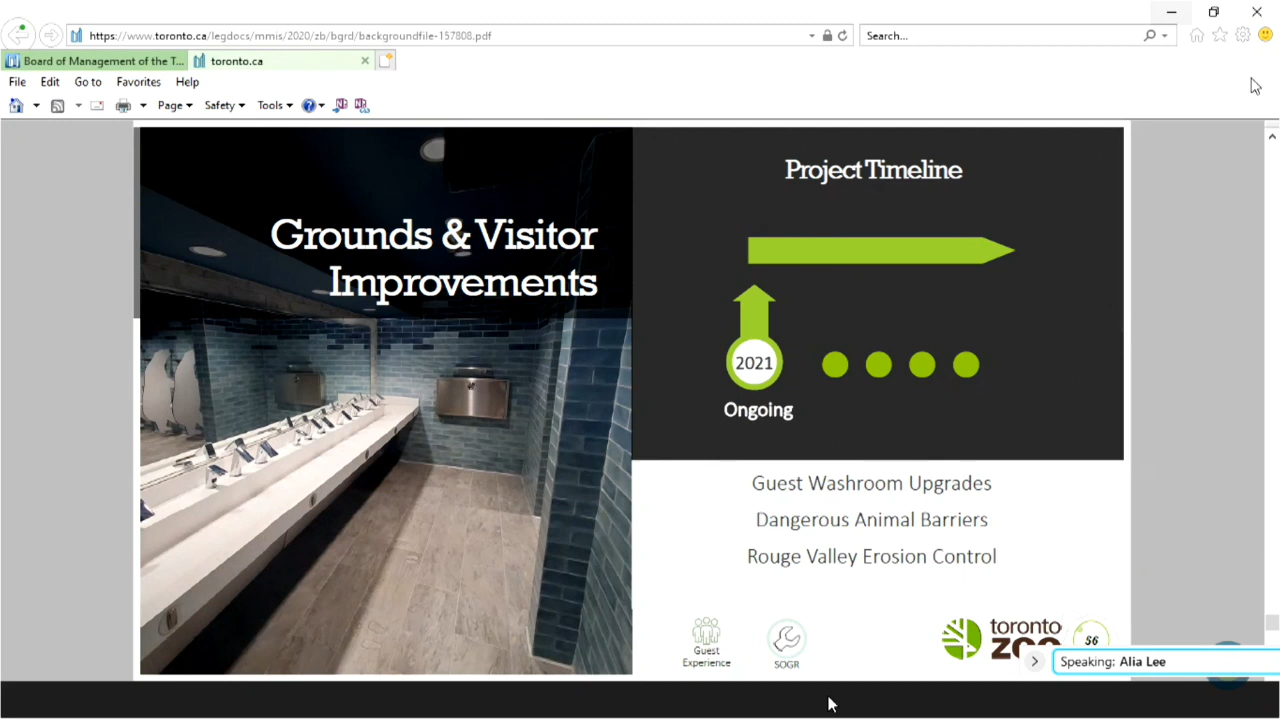 https://www.toronto.ca/legdocs/mmis/2020/zb/bgrd/backgroundfile-157808.pdf
Search...
Board of Management of the T...
toronto.ca
File Edit Go to Favorites Help
Page Safety Tools
Grounds & Visitor
Improvements
Project Timeline
2021
Ongoing
Guest Washroom Upgrades
Dangerous Animal Barriers
Rouge Valley Erosion Control
Guest
Experience
SOGR
toronto
56
Speaking: Alia Lee